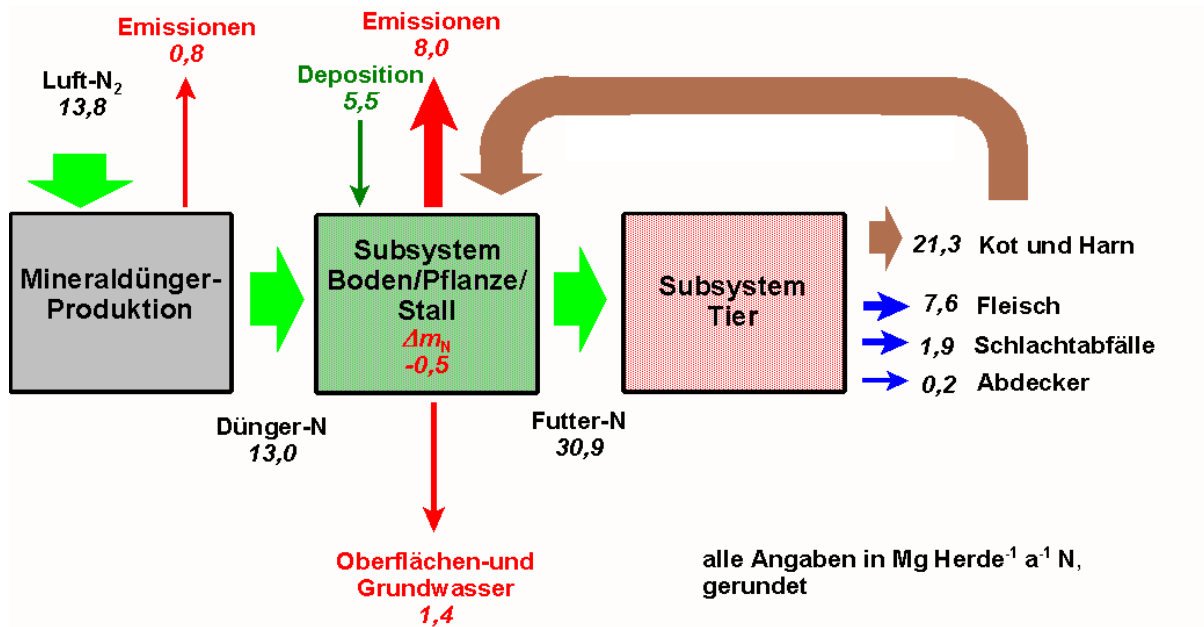 Emissionen
0,8
Luft-N₂
13,8
Emissionen
8,0
Deposition
5,5
Mineraldünger-
Produktion
Subsystem
Boden/Pflanze/
Stall
Δm_N
-0,5
Subsystem
Tier
21,3 Kot und Harn
7,6 Fleisch
1,9 Schlachtabfälle
0,2 Abdecker
Dünger-N
13,0
Futter-N
30,9
Oberflächen-und
Grundwasser
1,4
alle Angaben in Mg Herde⁻¹ a⁻¹ N,
gerundet